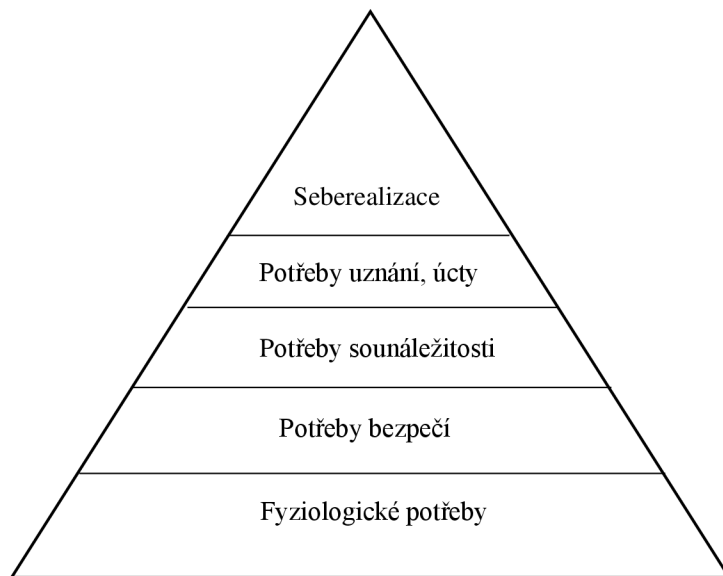 Seberealizace
Potřeby uznání, úcty
Potřeby sounáležitosti
Potřeby bezpečí
Fyziologické potřeby